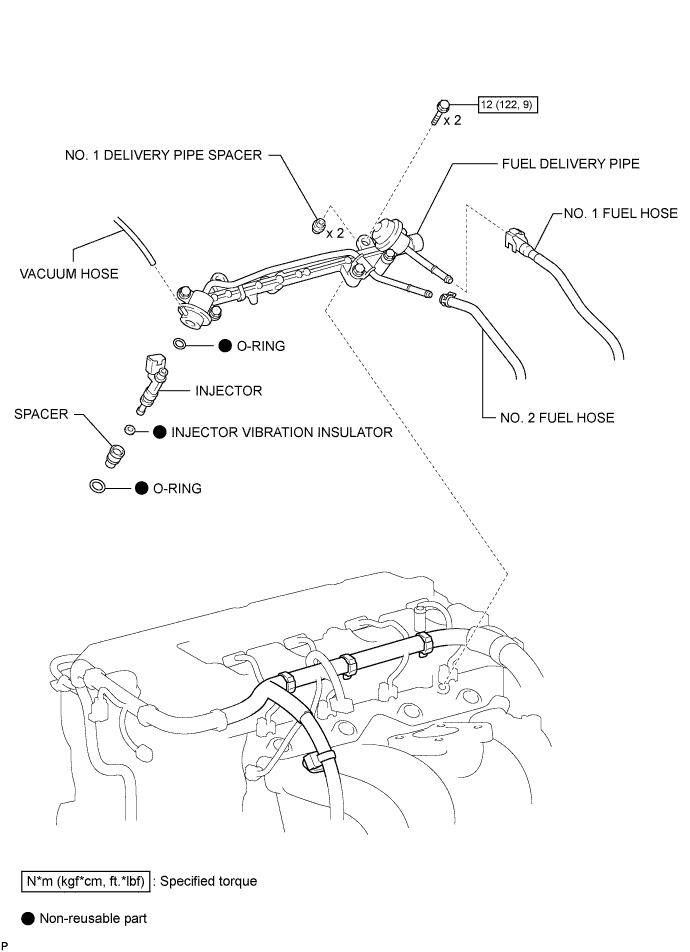 12 (122, 9)
x 2
NO. 1 DELIVERY PIPE SPACER
FUEL DELIVERY PIPE
x 2
NO. 1 FUEL HOSE
VACUUM HOSE
● O-RING
INJECTOR
SPACER
NO. 2 FUEL HOSE
● INJECTOR VIBRATION INSULATOR
● O-RING
N*m (kgf*cm, ft.*lbf) : Specified torque
● Non-reusable part
P